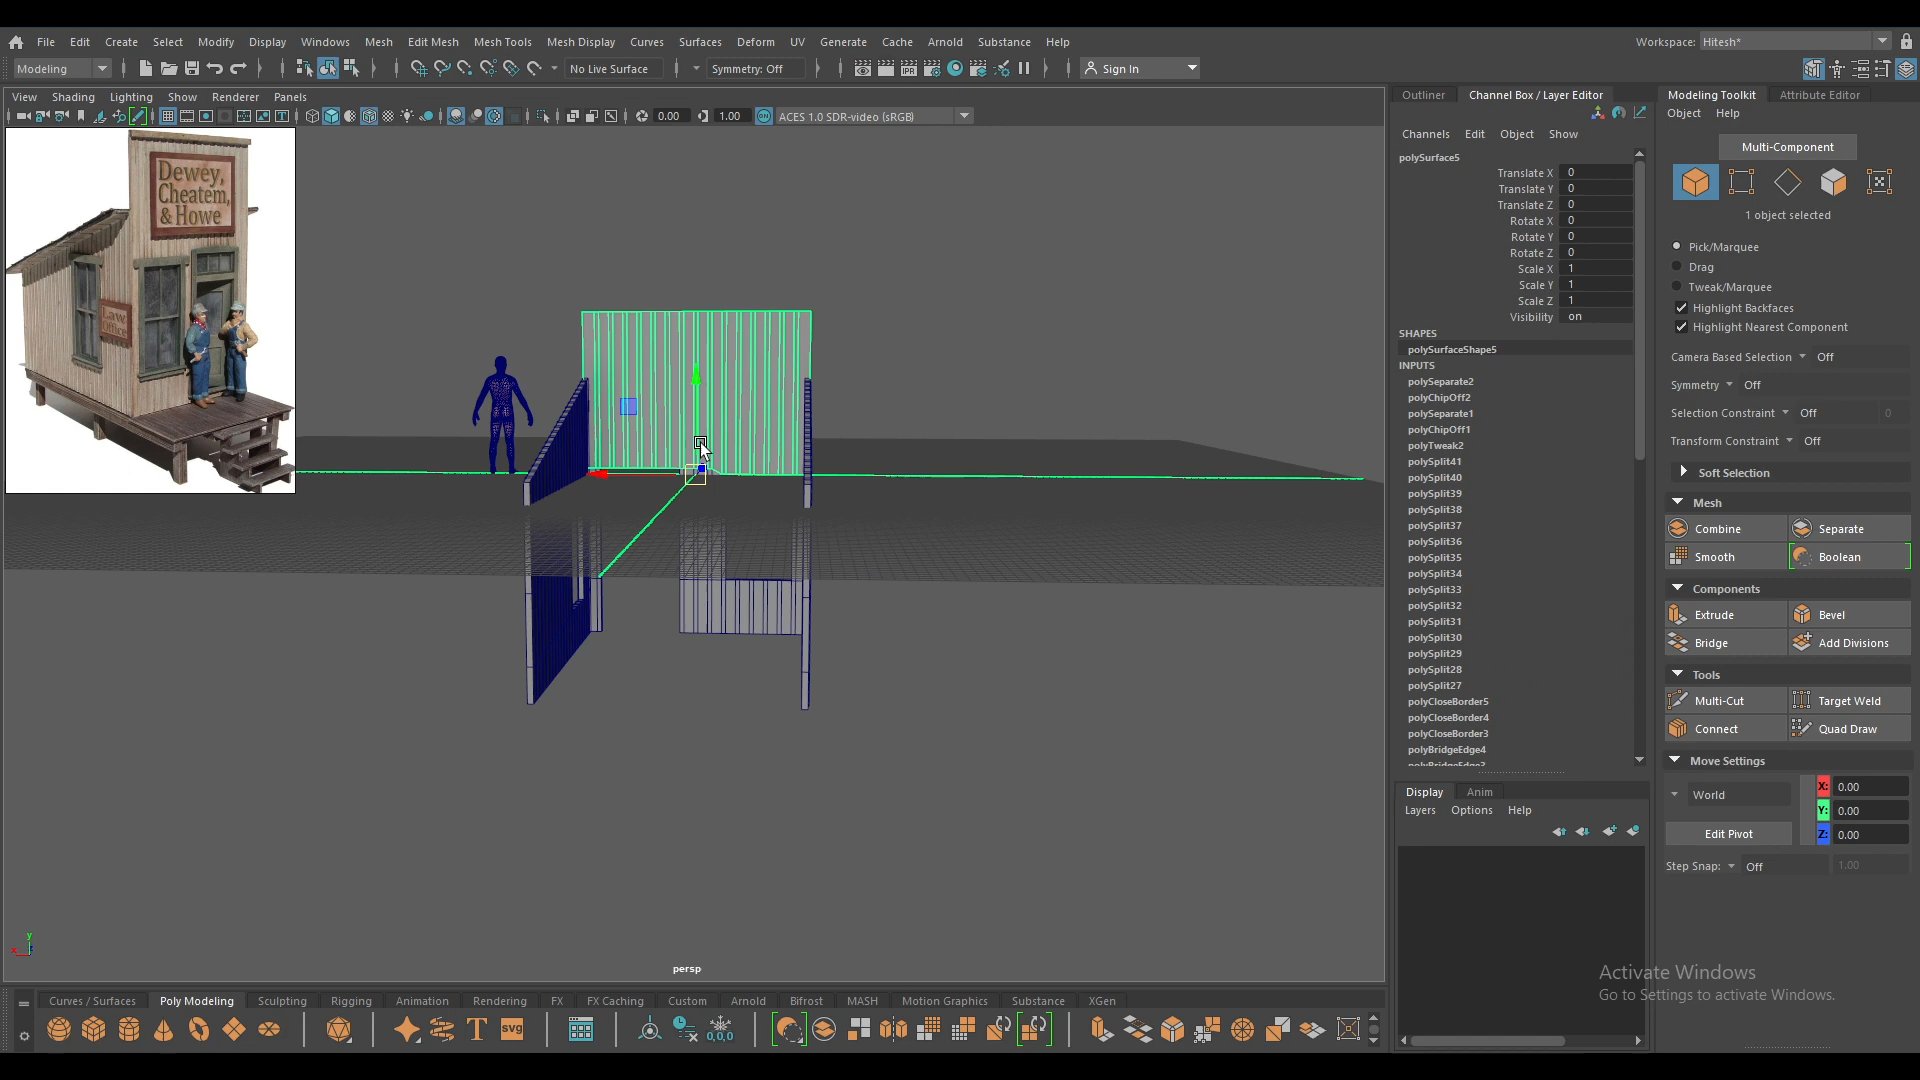 File Edit Create Select Modify Display Windows Mesh Edit Mesh Mesh Tools Mesh Display Curves Surfaces Deform UV Generate Cache Arnold Substance Help
Workspace: Hitesh*
Modeling
No Live Surface
Symmetry: Off
Sign In
View Shading Lighting Show Renderer Panels
0.00
1.00
ACES 1.0 SDR-video (sRGB)
Dewey,
Cheatem,
& Howe
Law
Office
persp
Outliner Channel Box / Layer Editor
Channels Edit Object Show
polySurface5
Translate X 0
Translate Y 0
Translate Z 0
Rotate X 0
Rotate Y 0
Rotate Z 0
Scale X 1
Scale Y 1
Scale Z 1
Visibility on
SHAPES
polySurfaceShape5
INPUTS
polySeparate2
polyChipOff2
polySeparate1
polyChipOff1
polyTweak2
polySplit41
polySplit40
polySplit39
polySplit38
polySplit37
polySplit36
polySplit35
polySplit34
polySplit33
polySplit32
polySplit31
polySplit30
polySplit29
polySplit28
polySplit27
polyCloseBorder5
polyCloseBorder4
polyCloseBorder3
polyBridgeEdge4
Display Anim
Layers Options Help
Modeling Toolkit Attribute Editor
Object Help
Multi-Component
1 object selected
Pick/Marquee
Drag
Tweak/Marquee
Highlight Backfaces
Highlight Nearest Component
Camera Based Selection Off
Symmetry Off
Selection Constraint Off 0
Transform Constraint Off
Soft Selection
Mesh
Combine Separate
Smooth Boolean
Components
Extrude Bevel
Bridge Add Divisions
Tools
Multi-Cut Target Weld
Connect Quad Draw
Move Settings
World
X: 0.00
Y: 0.00
Edit Pivot Z: 0.00
Step Snap: Off 1.00
Activate Windows
Go to Settings to activate Windows.
Curves / Surfaces Poly Modeling Sculpting Rigging Animation Rendering FX FX Caching Custom Arnold Bifrost MASH Motion Graphics Substance XGen
T svg 0,0,0